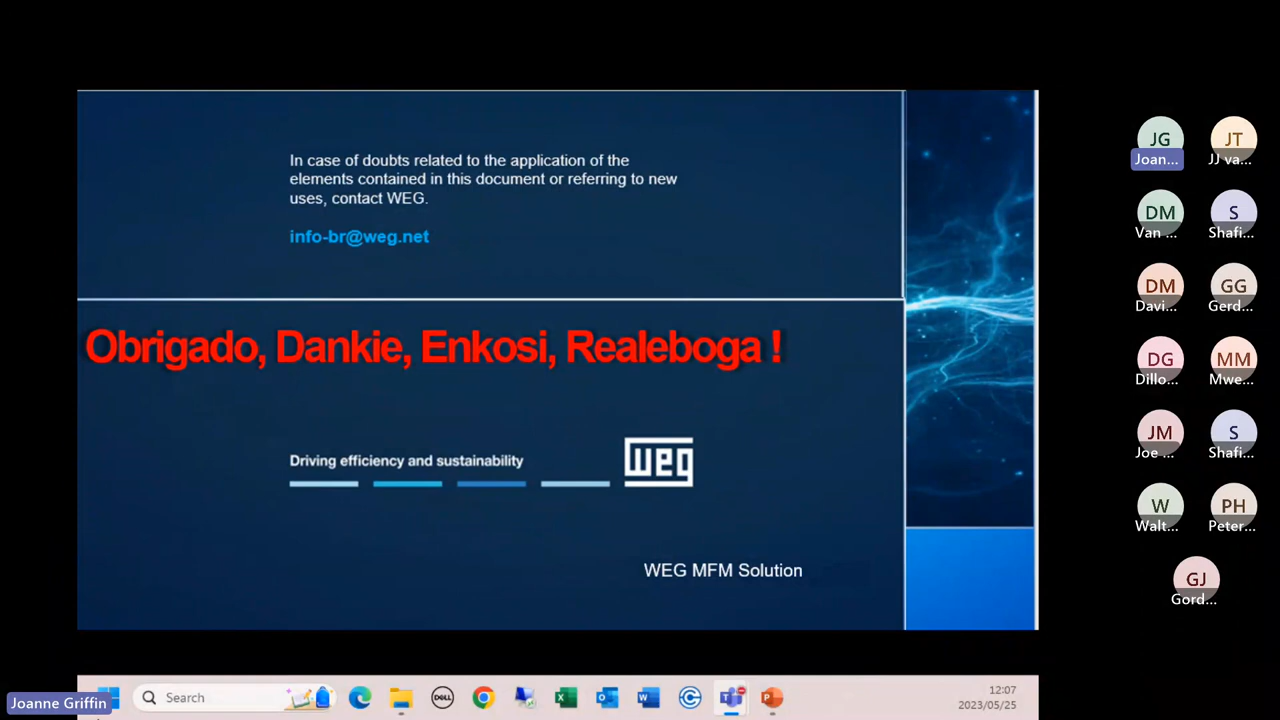 In case of doubts related to the application of the
elements contained in this document or referring to new
uses, contact WEG.
info-br@weg.net
Obrigado, Dankie, Enkosi, Realeboga !
Driving efficiency and sustainability
weg
WEG MFM Solution
JG
Joan...
JT
JJ va...
DM
Van ...
S
Shafi...
DM
Davi...
GG
Gerd...
DG
Dillo...
MM
Mwe...
JM
Joe ...
S
Shafi...
W
Walt...
PH
Peter...
GJ
Gord...
Joanne Griffin
Search
DELL
12:07
2023/05/25